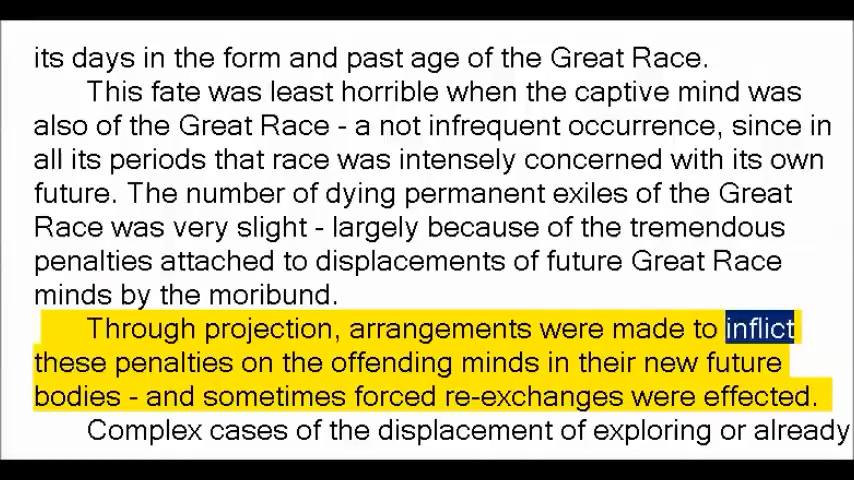 its days in the form and past age of the Great Race.
This fate was least horrible when the captive mind was
also of the Great Race - a not infrequent occurrence, since in
all its periods that race was intensely concerned with its own
future. The number of dying permanent exiles of the Great
Race was very slight - largely because of the tremendous
penalties attached to displacements of future Great Race
minds by the moribund.
Through projection, arrangements were made to inflict
these penalties on the offending minds in their new future
bodies - and sometimes forced re-exchanges were effected.
Complex cases of the displacement of exploring or already